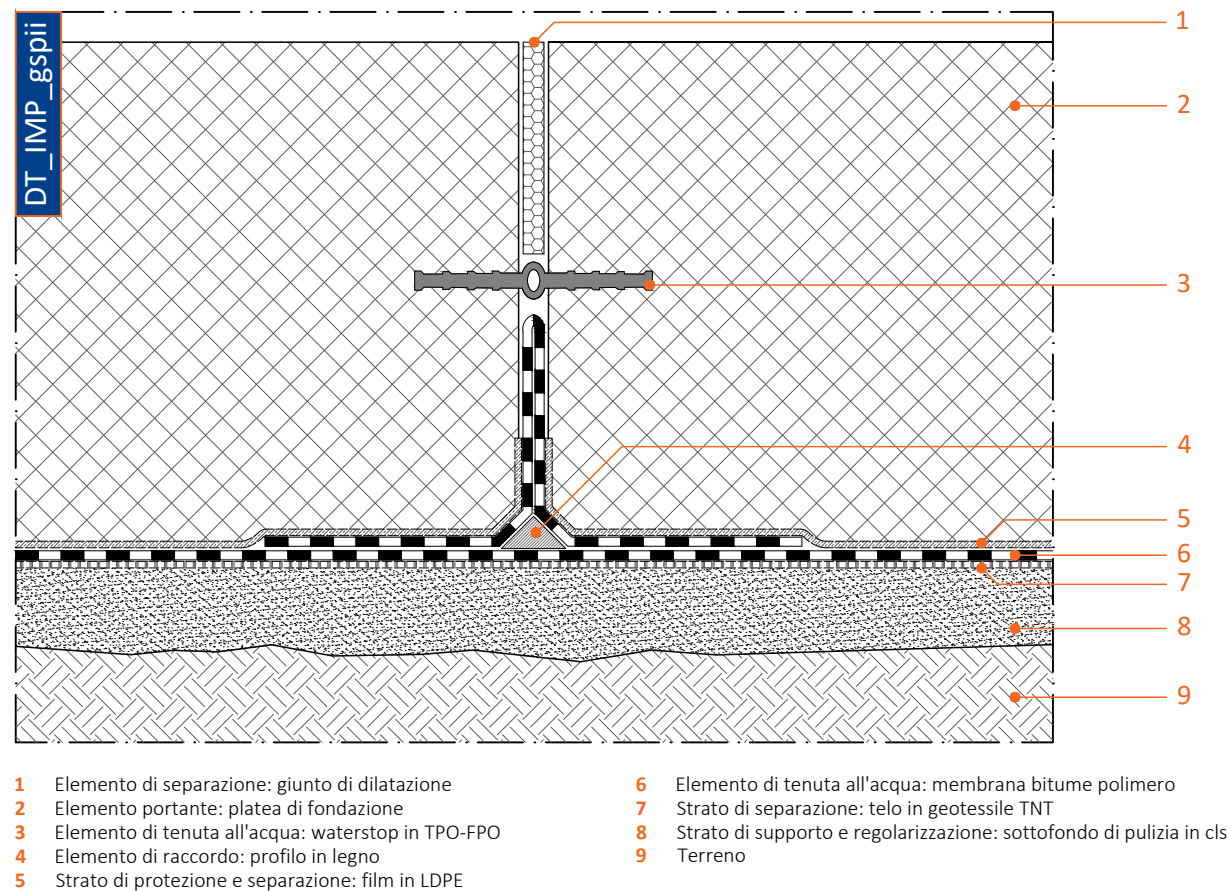 DT_IMP_gspii
1
2
3
4
5
6
7
8
9
1 Elemento di separazione: giunto di dilatazione
2 Elemento portante: platea di fondazione
3 Elemento di tenuta all'acqua: waterstop in TPO-FPO
4 Elemento di raccordo: profilo in legno
5 Strato di protezione e separazione: film in LDPE
6 Elemento di tenuta all'acqua: membrana bitume polimero
7 Strato di separazione: telo in geotessile TNT
8 Strato di supporto e regolarizzazione: sottofondo di pulizia in cls
9 Terreno